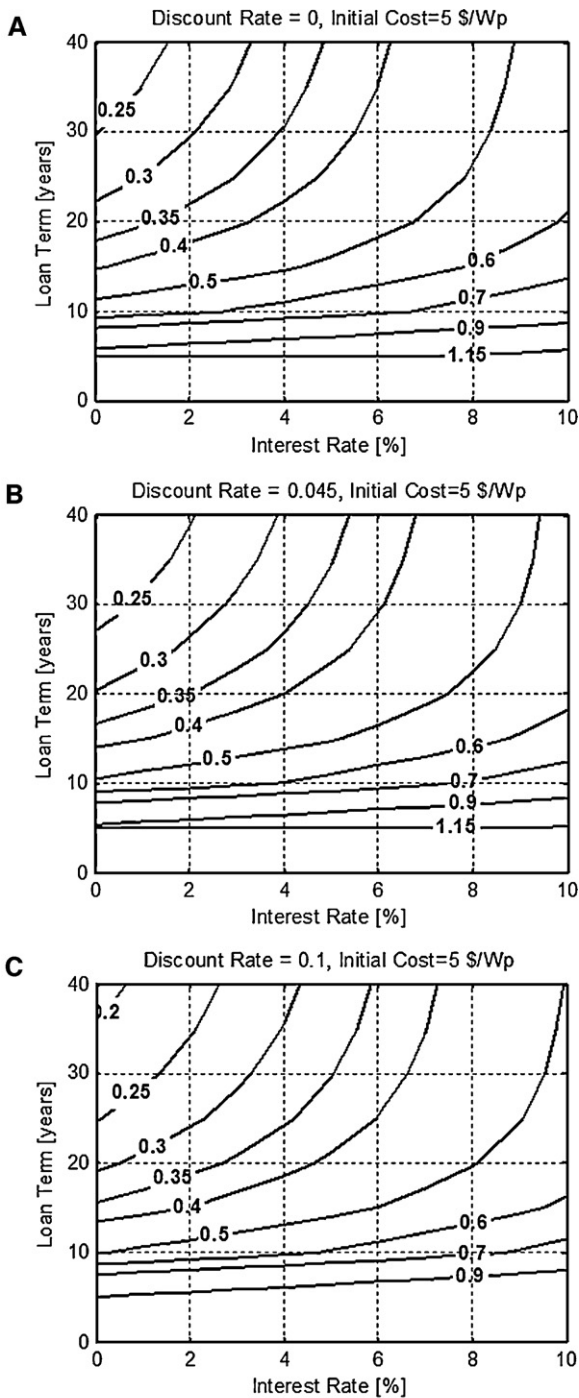 A
Discount Rate = 0, Initial Cost=5 $/Wp
40
30
20
10
0
Loan Term [years]
0.25
0.3
0.35
0.4
0.5
0.6
0.7
0.9
1.15
0 2 4 6 8 10
Interest Rate [%]
B
Discount Rate = 0.045, Initial Cost=5 $/Wp
40
30
20
10
0
Loan Term [years]
0.25
0.3
0.35
0.4
0.5
0.6
0.7
0.9
1.15
0 2 4 6 8 10
Interest Rate [%]
C
Discount Rate = 0.1, Initial Cost=5 $/Wp
40
30
20
10
0
Loan Term [years]
0.2
0.25
0.3
0.35
0.4
0.5
0.6
0.7
0.9
0 2 4 6 8 10
Interest Rate [%]